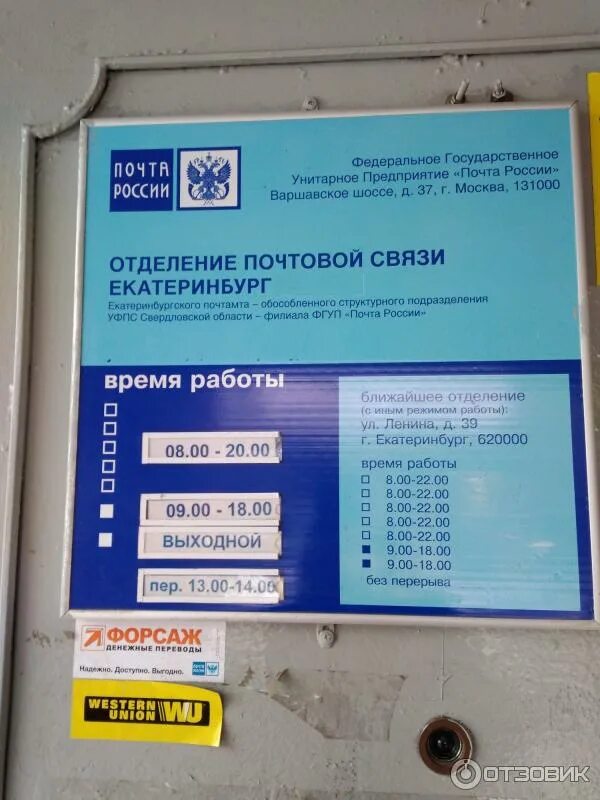 ПОЧТА
РОССИИ
Федеральное Государственное
Унитарное Предприятие «Почта России»
Варшавское шоссе, д. 37, г. Москва, 131000
ОТДЕЛЕНИЕ ПОЧТОВОЙ СВЯЗИ
ЕКАТЕРИНБУРГ
Екатеринбургского почтамта – обособленного структурного подразделения
УФПС Свердловской области – филиала ФГУП «Почта России»
время работы
08.00 - 20.00
09.00 - 18.00
ВЫХОДНОЙ
пер. 13.00-14.00
ближайшее отделение
(с иным режимом работы):
ул. Ленина, д. 39
г. Екатеринбург, 620000
время работы
8.00-22.00
8.00-22.00
8.00-22.00
8.00-22.00
8.00-22.00
9.00-18.00
9.00-18.00
без перерыва
ФОРСАЖ
ДЕНЕЖНЫЕ ПЕРЕВОДЫ
Надежно. Доступно. Выгодно.
ПОЧТА
РОССИИ
WESTERN
UNION WU
ОТЗОВИК